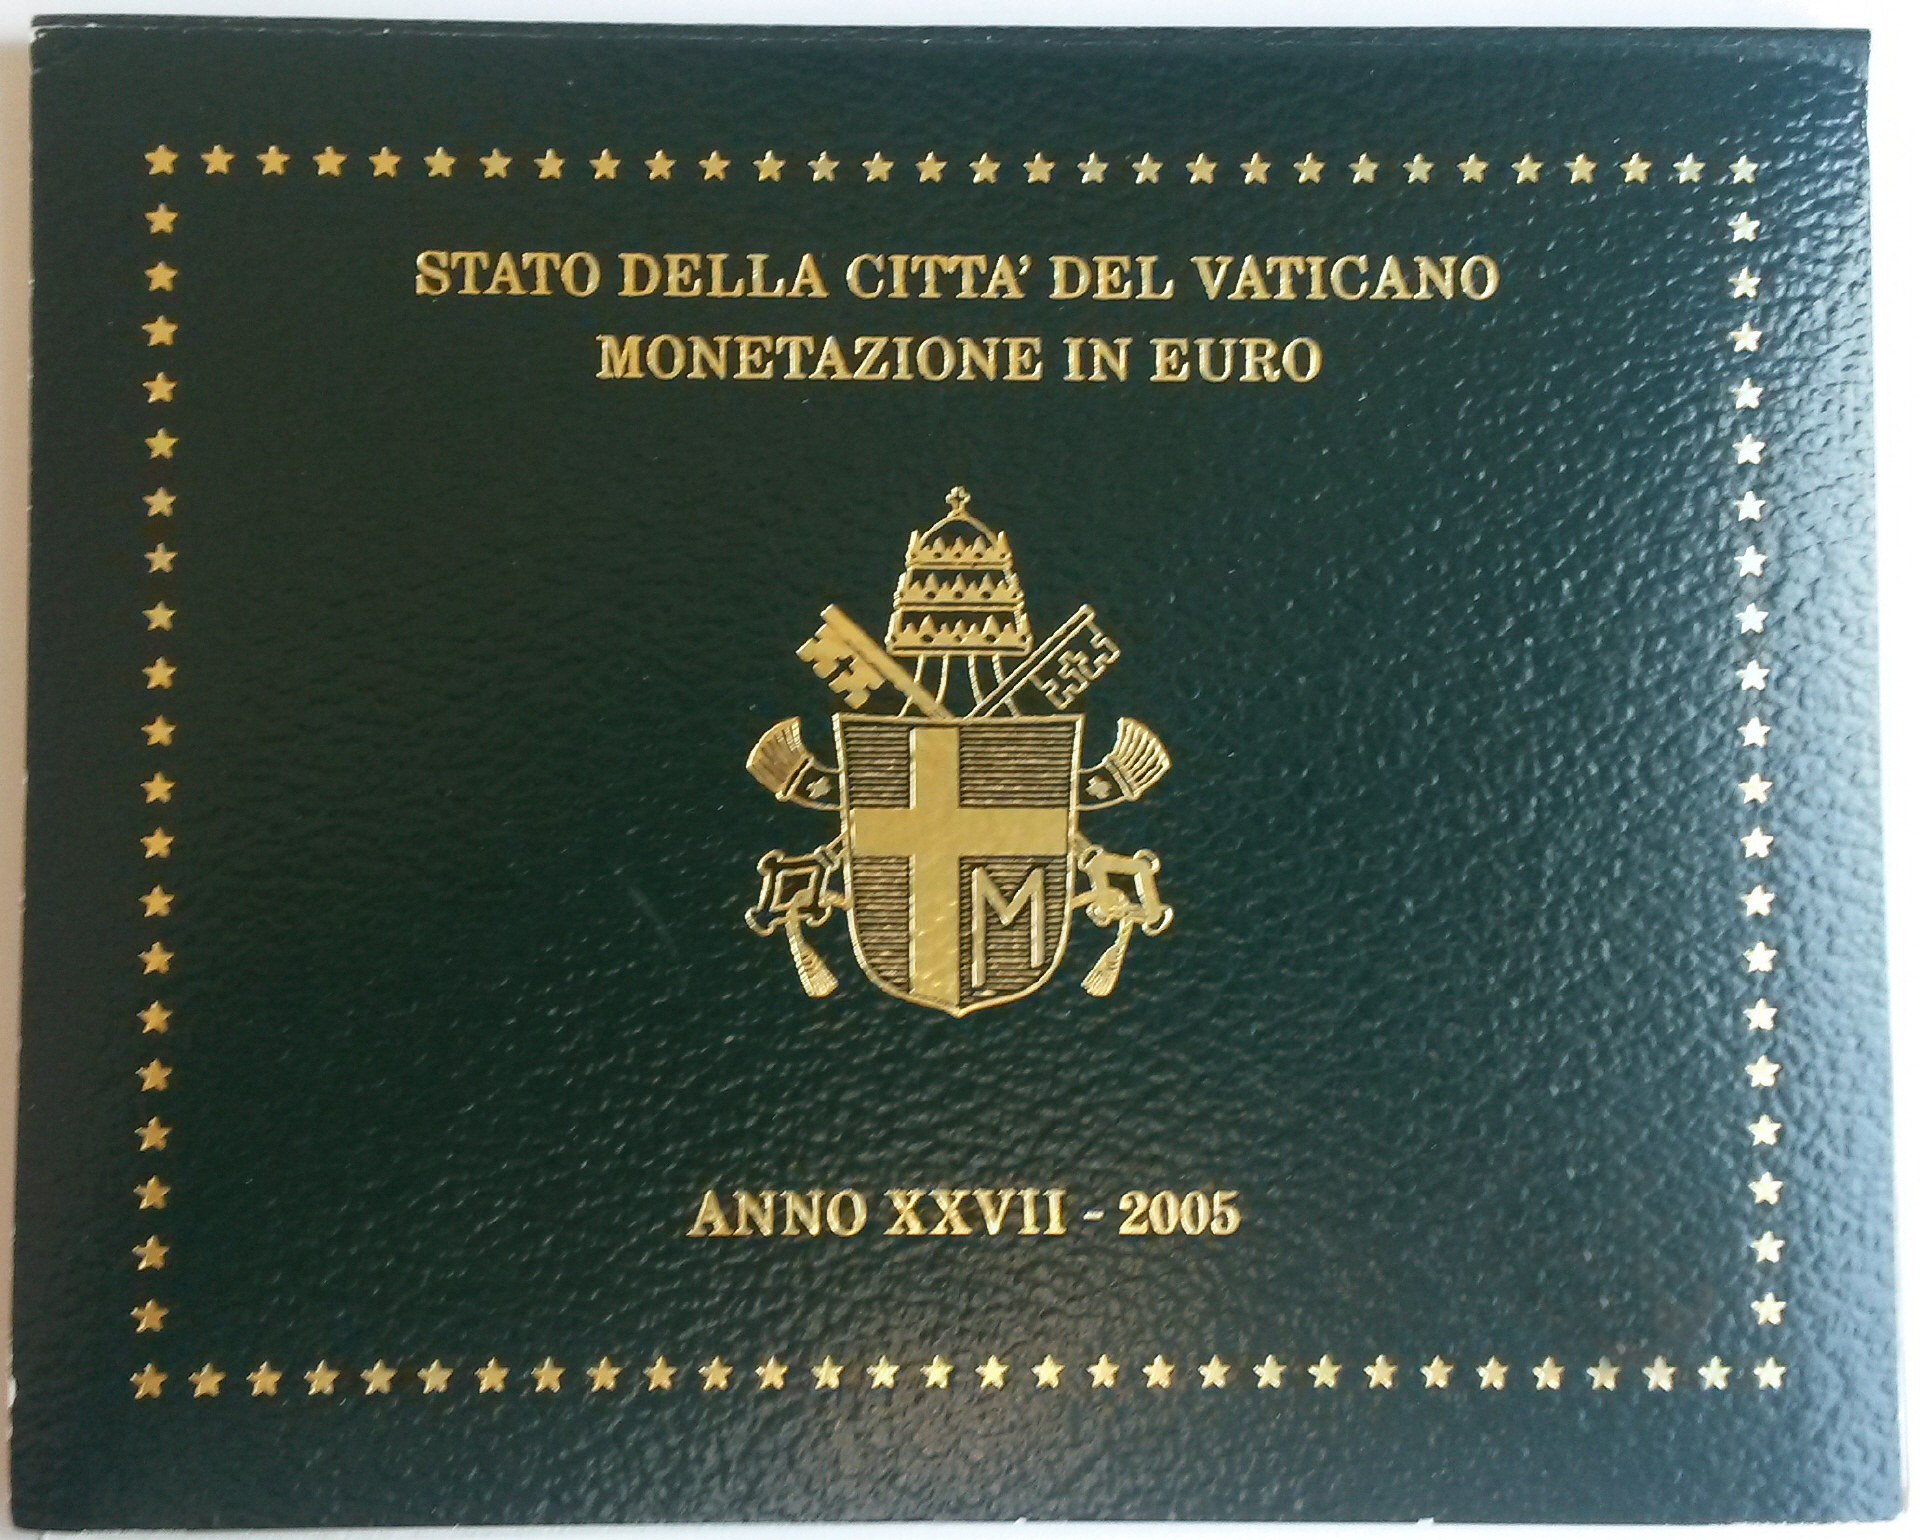 STATO DELLA CITTA' DEL VATICANO
MONETAZIONE IN EURO
M
ANNO XXVII - 2005